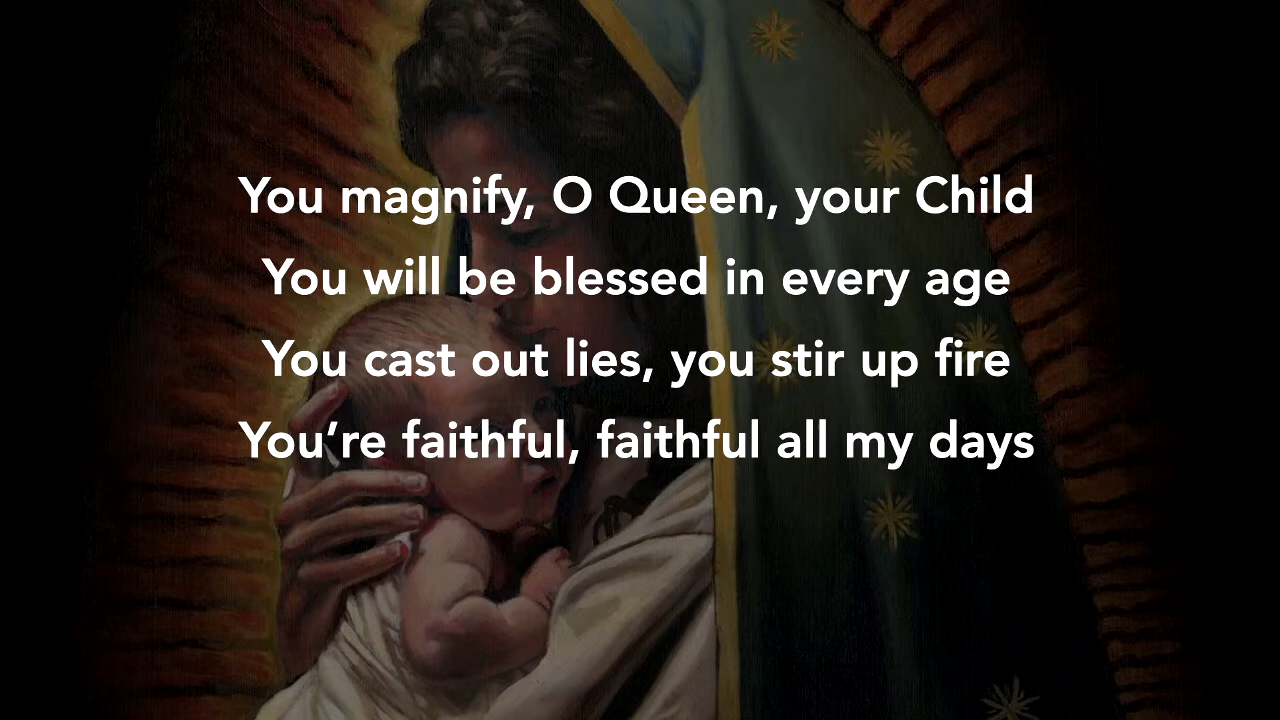 You magnify, O Queen, your Child
You will be blessed in every age
You cast out lies, you stir up fire
You’re faithful, faithful all my days